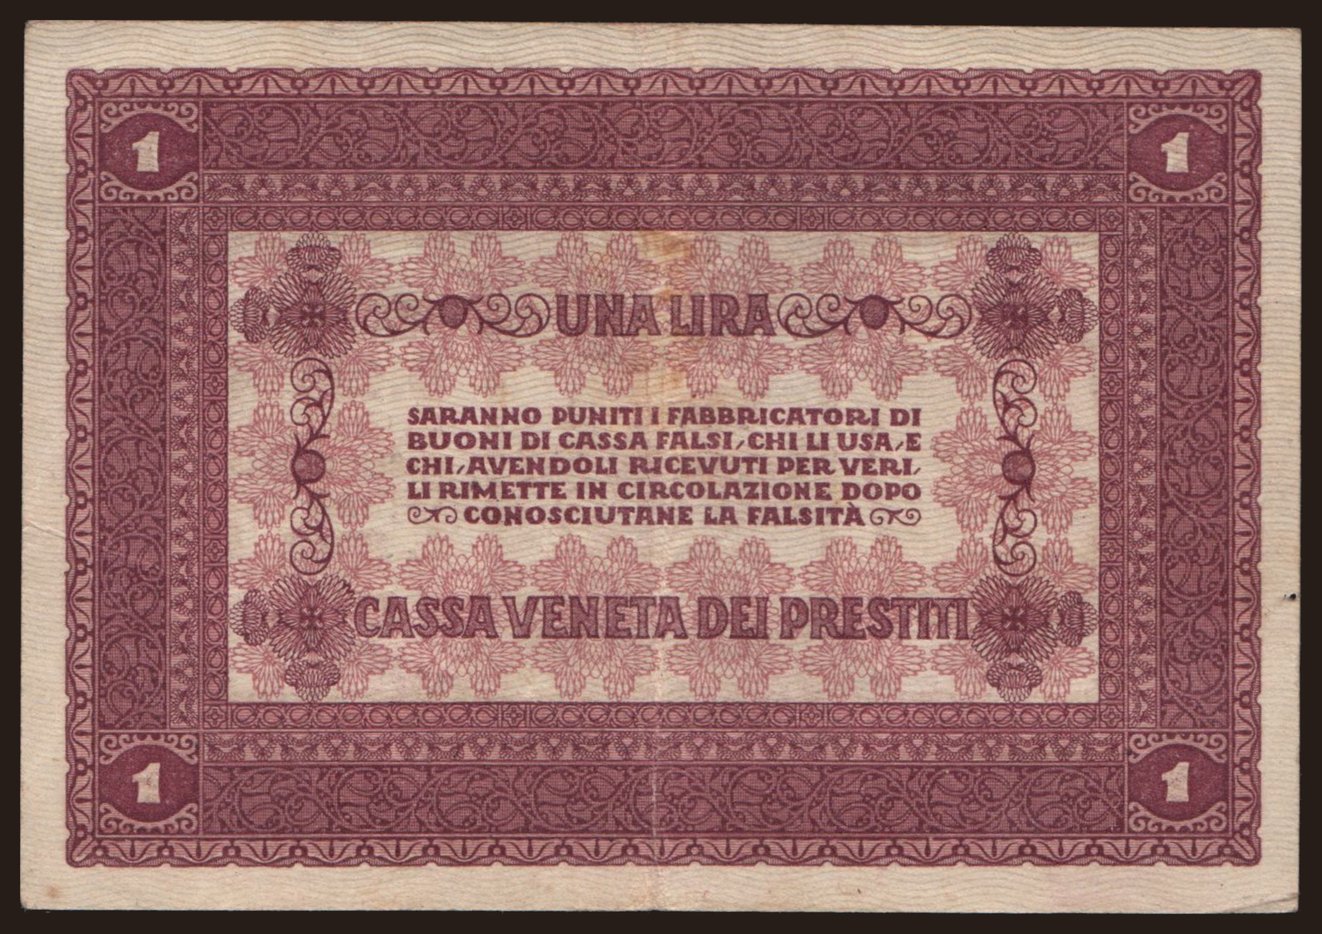 1 1
UNA LIRA
SARANNO PUNITI I FABBRICATORI DI
BUONI DI CASSA FALSI, CHI LI USA, E
CHI, AVENDOLI RICEVUTI PER VERI,
LI RIMETTE IN CIRCOLAZIONE DOPO
CONOSCIUTANE LA FALSITÀ
CASSA VENETA DEI PRESTITI
1 1